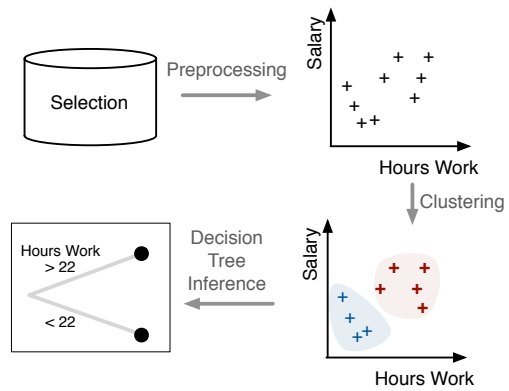 Selection
Preprocessing
Salary
Hours Work
Clustering
Salary
Hours Work
Decision
Tree
Inference
Hours Work
> 22
< 22